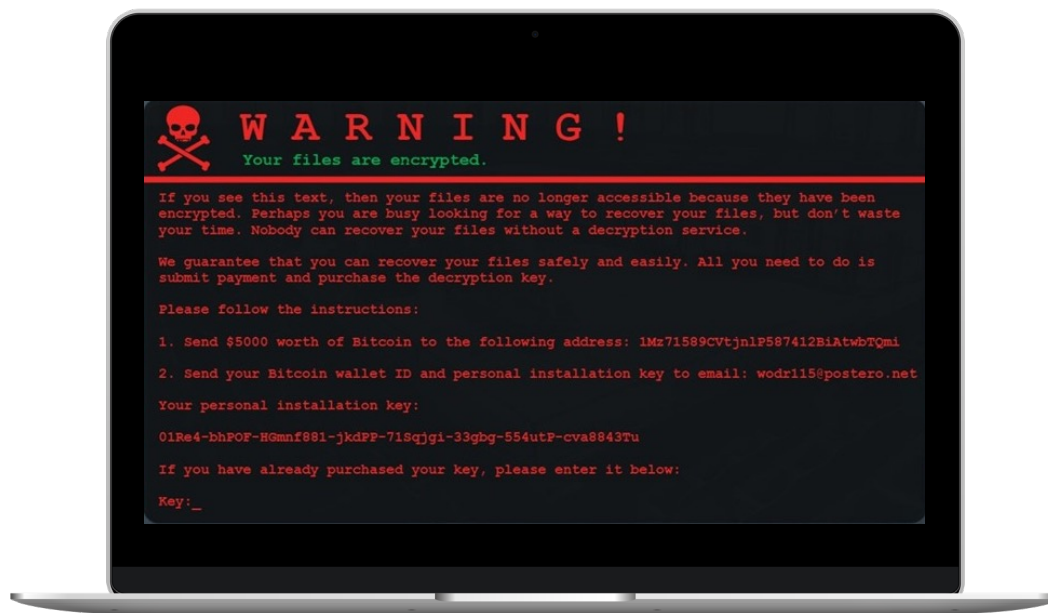 W A R N I N G !
Your files are encrypted.
If you see this text, then your files are no longer accessible because they have been
encrypted. Perhaps you are busy looking for a way to recover your files, but don't waste
your time. Nobody can recover your files without a decryption service.
We guarantee that you can recover your files safely and easily. All you need to do is
submit payment and purchase the decryption key.
Please follow the instructions:
1. Send $5000 worth of Bitcoin to the following address: 1Mz71589CVtjnlP587412BiAtwbTQmi
2. Send your Bitcoin wallet ID and personal installation key to email: wodr115@postero.net
Your personal installation key:
01Re4-bhPOF-HGmnf881-jkdPP-71Sqjgi-33gbg-554utP-cva8843Tu
If you have already purchased your key, please enter it below:
Key:_